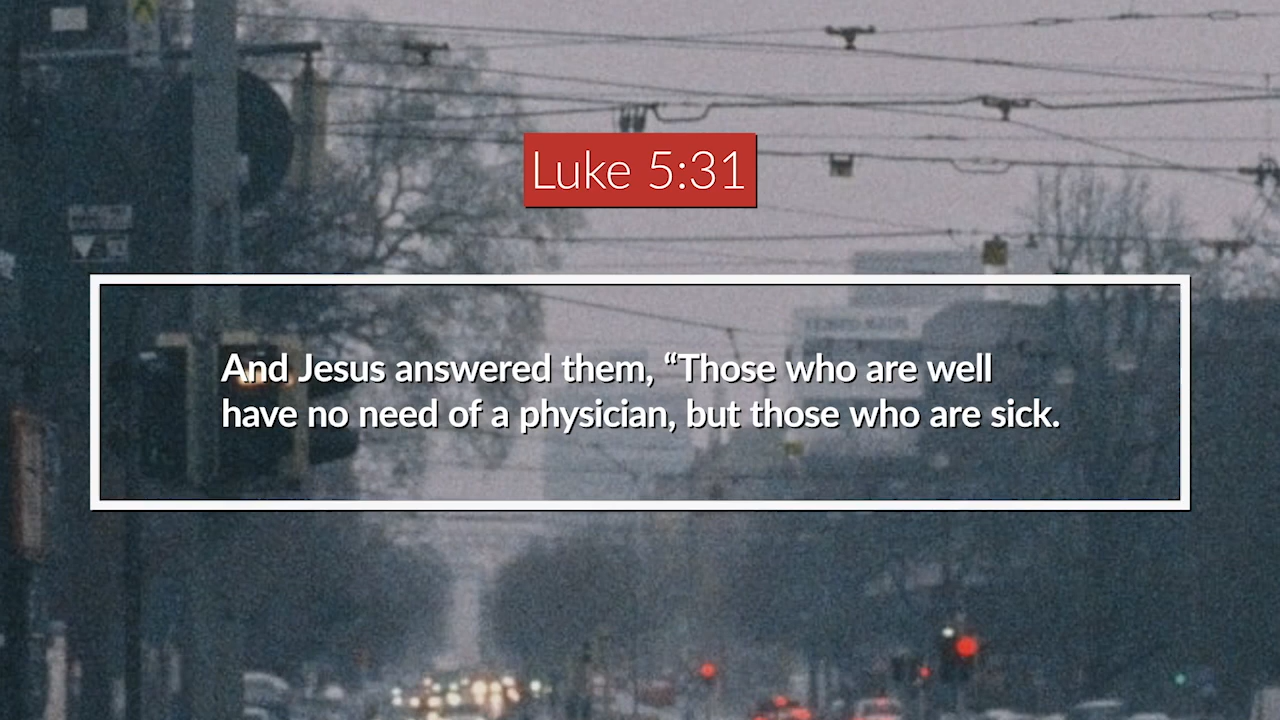 Luke 5:31
And Jesus answered them, “Those who are well
have no need of a physician, but those who are sick.